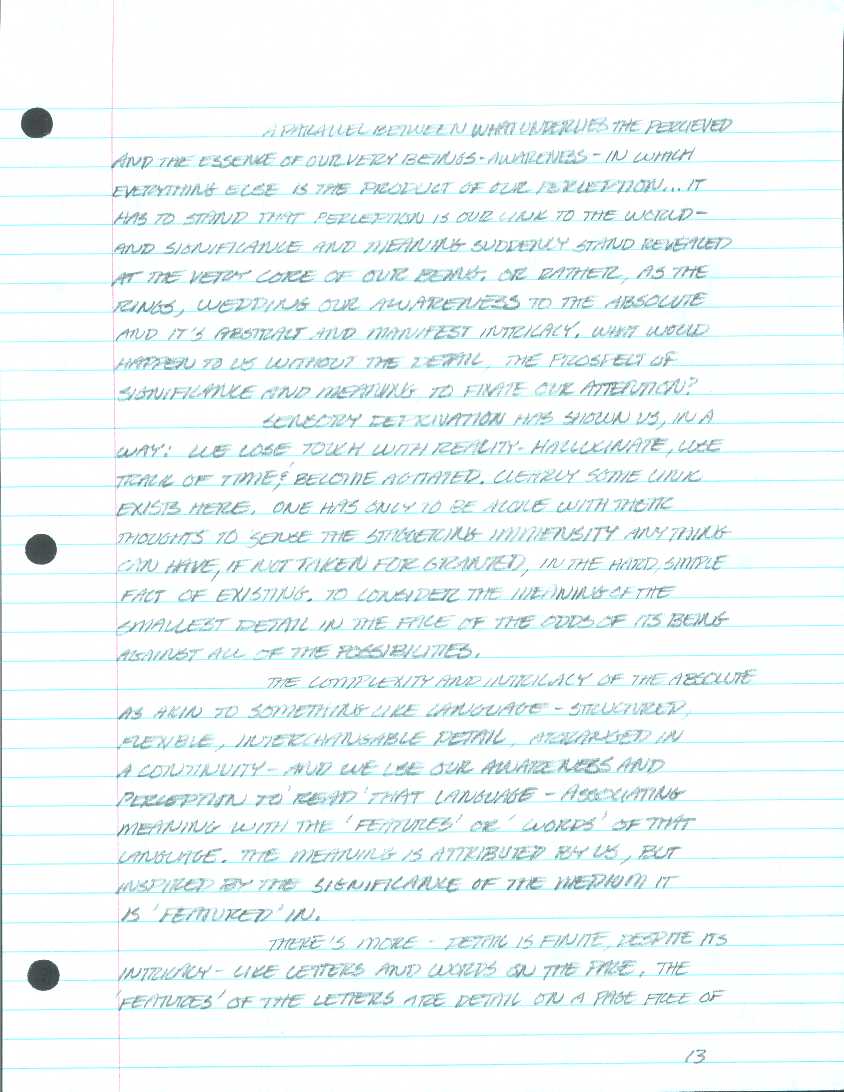 A PARALLEL BETWEEN WHAT UNDERLIES THE PERCIEVED
AND THE ESSENCE OF OUR VERY BEINGS - AWARENESS - IN WHICH
EVERYTHING ELSE IS THE PRODUCT OF OUR PERCEPTION... IT
HAS TO STAND THAT PERCEPTION IS OUR LINK TO THE WORLD -
AND SIGNIFICANCE AND MEANING SUDDENLY STAND REVEALED
AT THE VERY CORE OF OUR BEING. OR RATHER, AS THE
RINGS, WEDDING OUR AWARENESS TO THE ABSOLUTE
AND IT'S ABSTRACT AND MANIFEST INTRICACY. WHAT WOULD
HAPPEN TO US WITHOUT THE DETAIL, THE PROSPECT OF
SIGNIFICANCE AND MEANING TO FIXATE OUR ATTENTION?
SENSORY DEPRIVATION HAS SHOWN US, IN A
WAY: WE LOSE TOUCH WITH REALITY - HALLUCINATE, LOSE
TRACK OF TIME & BECOME AGITATED. CLEARLY SOME LINK
EXISTS HERE. ONE HAS ONLY TO BE ALONE WITH THEIR
THOUGHTS TO SENSE THE STAGGERING IMMENSITY ANYTHING
CAN HAVE, IF NOT TAKEN FOR GRANTED, IN THE HARD, SIMPLE
FACT OF EXISTING. TO CONSIDER THE MEANING OF THE
SMALLEST DETAIL IN THE FACE OF THE ODDS OF ITS BEING
AGAINST ALL OF THE POSSIBILITIES.
THE COMPLEXITY AND INTRICACY OF THE ABSOLUTE
AS AKIN TO SOMETHING LIKE LANGUAGE - STRUCTURED,
FLEXIBLE, INTERCHANGABLE DETAIL, ARRANGED IN
A CONTINUITY - AND WE USE OUR AWARENESS AND
PERCEPTION TO 'READ' THAT LANGUAGE - ASSOCIATING
MEANING WITH THE 'FEATURES' OR 'WORDS' OF THAT
LANGUAGE. THE MEANING IS ATTRIBUTED BY US, BUT
INSPIRED BY THE SIGNIFICANCE OF THE MEDIUM IT
IS 'FEATURED' IN.
THERE'S MORE - DETAIL IS FINITE, DESPITE ITS
INTRICACY - LIKE LETTERS AND WORDS ON THE PAGE. THE
'FEATURES' OF THE LETTERS ARE DETAIL ON A PAGE FREE OF
13